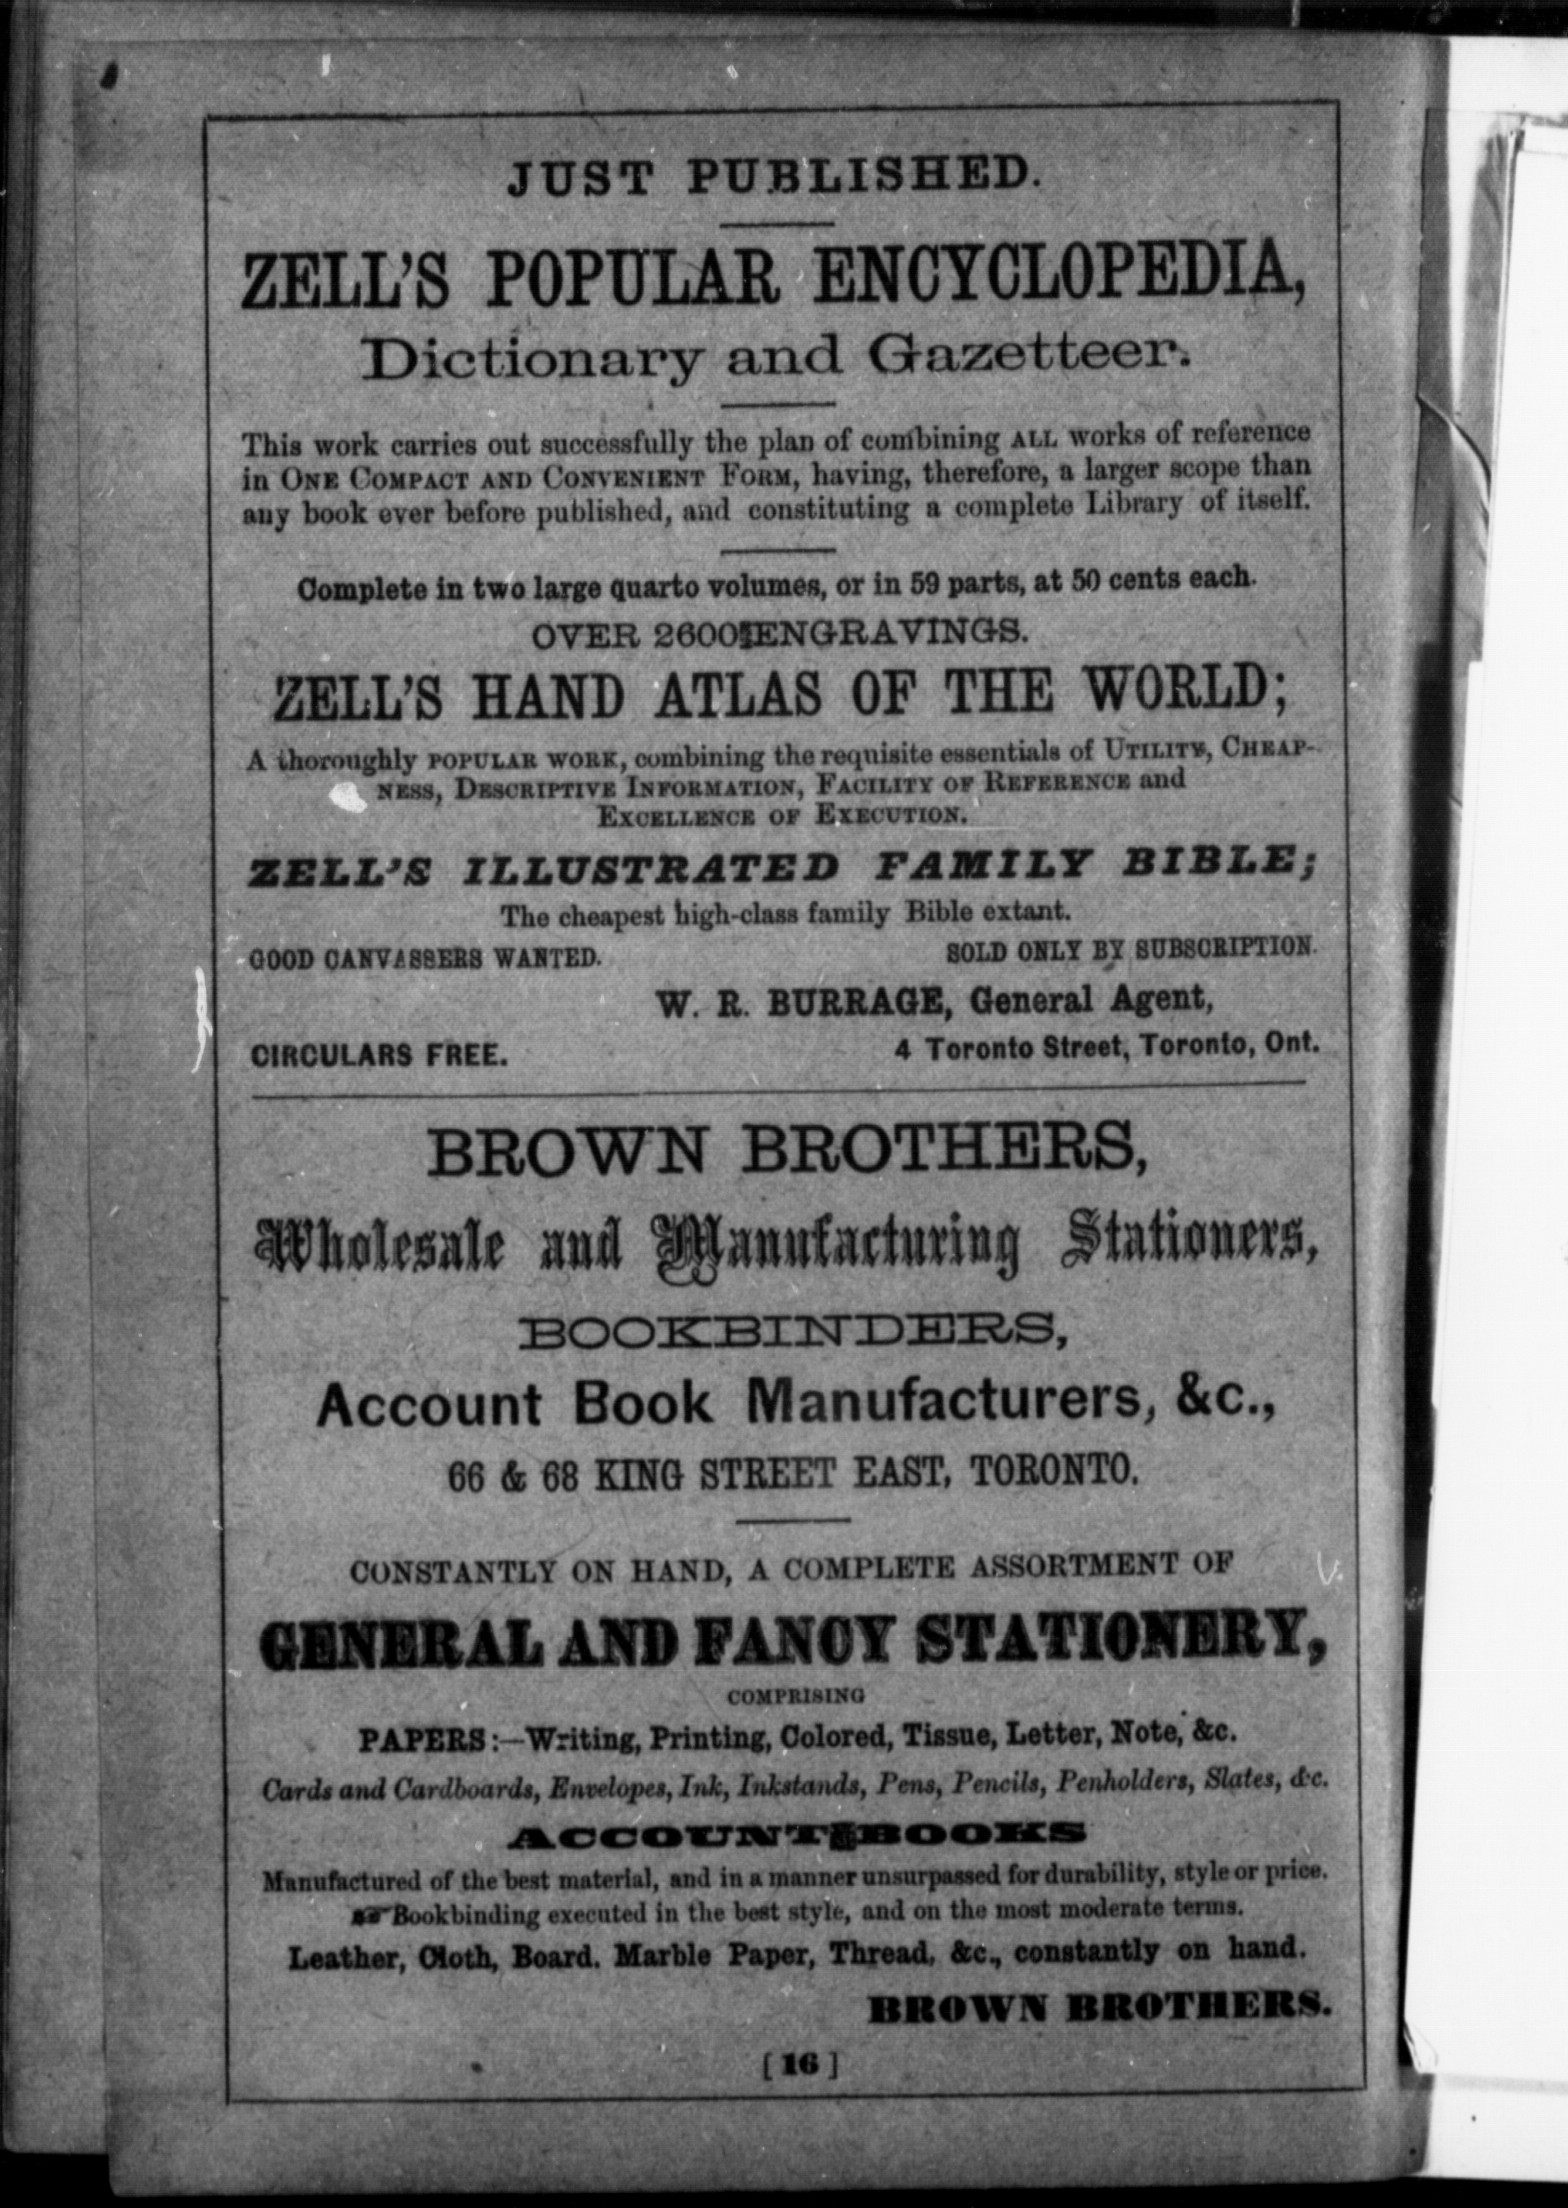 JUST PUBLISHED.
ZELL'S POPULAR ENCYCLOPEDIA,
Dictionary and Gazetteer.
This work carries out successfully the plan of combining ALL works of reference
in ONE COMPACT AND CONVENIENT FORM, having, therefore, a larger scope than
any book ever before published, and constituting a complete Library of itself.
Complete in two large quarto volumes, or in 59 parts, at 50 cents each.
OVER 2600 ENGRAVINGS.
ZELL'S HAND ATLAS OF THE WORLD;
A thoroughly POPULAR WORK, combining the requisite essentials of UTILITY, CHEAP-
NESS, DESCRIPTIVE INFORMATION, FACILITY OF REFERENCE and
EXCELLENCE OF EXECUTION.
ZELL'S ILLUSTRATED FAMILY BIBLE;
The cheapest high-class family Bible extant.
GOOD CANVASSERS WANTED. SOLD ONLY BY SUBSCRIPTION.
W. R. BURRAGE, General Agent,
CIRCULARS FREE. 4 Toronto Street, Toronto, Ont.
BROWN BROTHERS,
Wholesale and Manufacturing Stationers,
BOOKBINDERS,
Account Book Manufacturers, &c.,
66 & 68 KING STREET EAST, TORONTO.
CONSTANTLY ON HAND, A COMPLETE ASSORTMENT OF
GENERAL AND FANCY STATIONERY,
COMPRISING
PAPERS:—Writing, Printing, Colored, Tissue, Letter, Note, &c.
Cards and Cardboards, Envelopes, Ink, Inkstands, Pens, Pencils, Penholders, Slates, &c.
ACCOUNT BOOKS
Manufactured of the best material, and in a manner unsurpassed for durability, style or price.
☞Bookbinding executed in the best style, and on the most moderate terms.
Leather, Cloth, Board. Marble Paper, Thread, &c., constantly on hand.
BROWN BROTHERS.
[16]